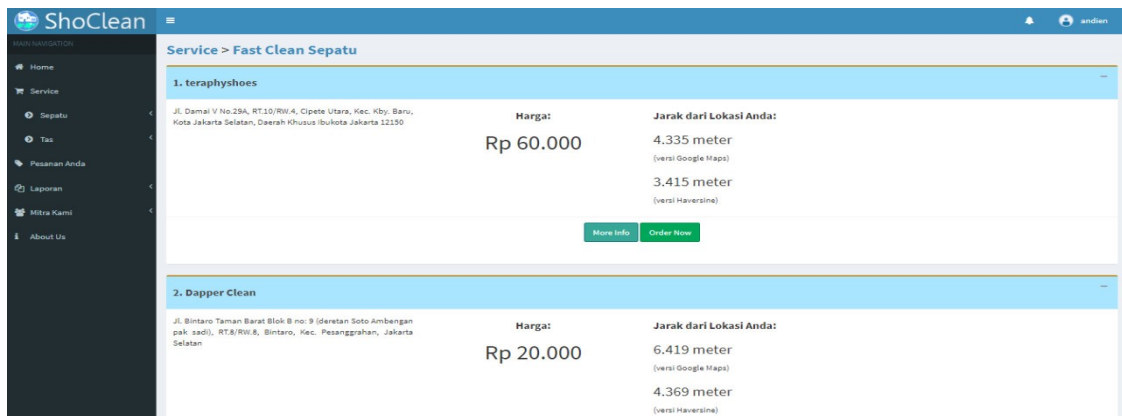 ShoClean
andien
MAIN NAVIGATION
Home
Service
Sepatu
Tas
Pesanan Anda
Laporan
Mitra Kami
About Us
Service > Fast Clean Sepatu
1. teraphyshoes
Jl. Damai V No.29A, RT.10/RW.4, Cipete Utara, Kec. Kby. Baru,
Kota Jakarta Selatan, Daerah Khusus Ibukota Jakarta 12150
Harga:
Rp 60.000
Jarak dari Lokasi Anda:
4.335 meter
(versi Google Maps)
3.415 meter
(versi Haversine)
More Info
Order Now
2. Dapper Clean
Jl. Bintaro Taman Barat Blok B no: 9 (deretan Soto Ambengan
pak sadi), RT.8/RW.8, Bintaro, Kec. Pesanggrahan, Jakarta
Selatan
Harga:
Rp 20.000
Jarak dari Lokasi Anda:
6.419 meter
(versi Google Maps)
4.369 meter
(versi Haversine)